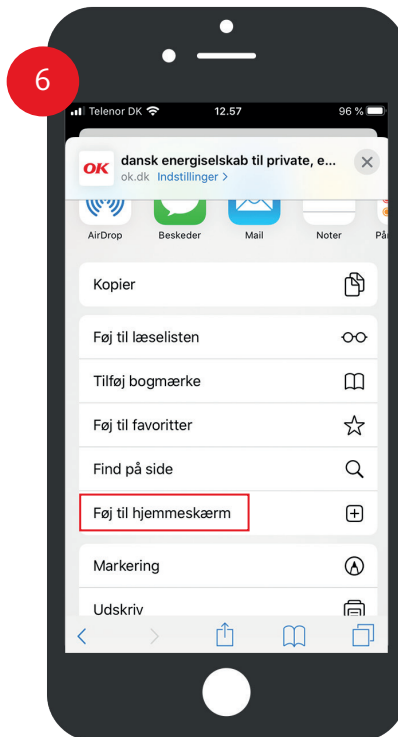 6
Telenor DK 12.57 96 %
OK dansk energiselskab til private, e...
ok.dk Indstillinger >
AirDrop Beskeder Mail Noter På
Kopier
Føj til læselisten
Tilføj bogmærke
Føj til favoritter
Find på side
Føj til hjemmeskærm
Markering
Udskriv